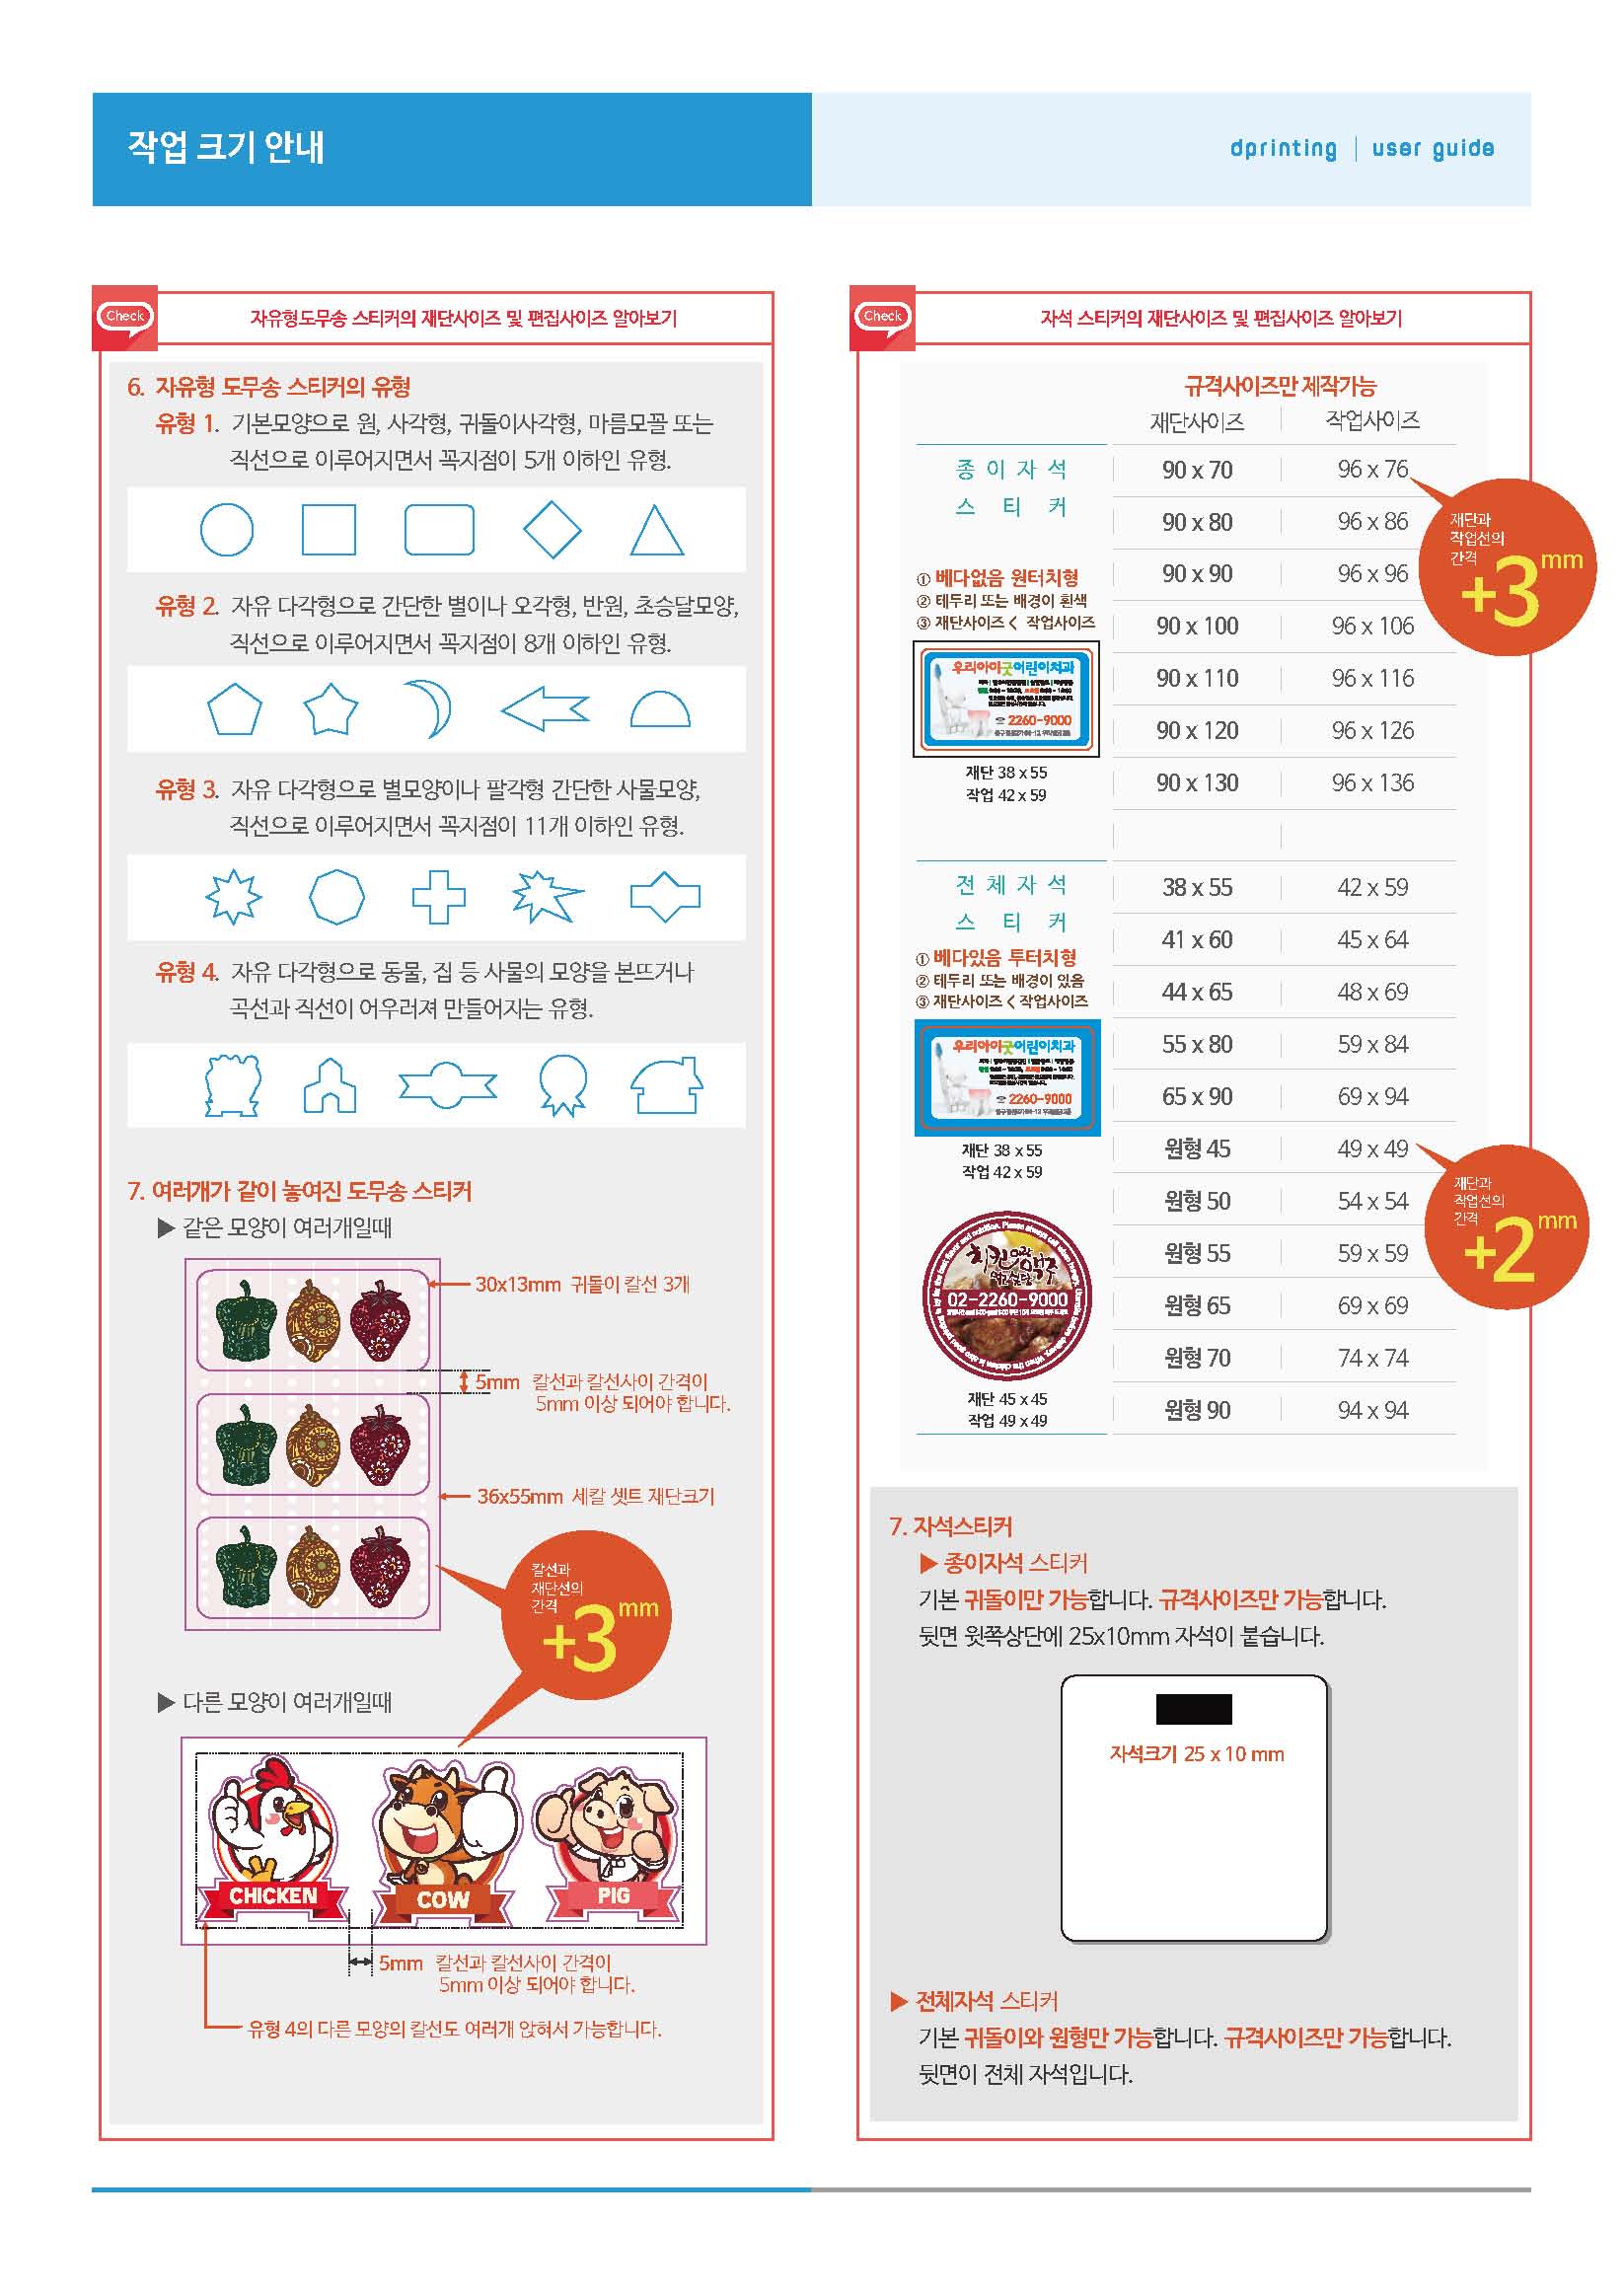 작업 크기 안내
dprinting | user guide
Check
자유형도무송 스티커의 재단사이즈 및 편집사이즈 알아보기
6. 자유형 도무송 스티커의 유형
유형 1. 기본모양으로 원, 사각형, 귀돌이사각형, 마름모꼴 또는
직선으로 이루어지면서 꼭지점이 5개 이하인 유형.
유형 2. 자유 다각형으로 간단한 별이나 오각형, 반원, 초승달모양,
직선으로 이루어지면서 꼭지점이 8개 이하인 유형.
유형 3. 자유 다각형으로 별모양이나 팔각형 간단한 사물모양,
직선으로 이루어지면서 꼭지점이 11개 이하인 유형.
유형 4. 자유 다각형으로 동물, 집 등 사물의 모양을 본뜨거나
곡선과 직선이 어우러져 만들어지는 유형.
7. 여러개가 같이 놓여진 도무송 스티커
▶ 같은 모양이 여러개일때
30x13mm 귀돌이 칼선 3개
5mm 칼선과 칼선사이 간격이
5mm 이상 되어야 합니다.
36x55mm 세칼 셋트 재단크기
칼선과
재단선의
간격
+3mm
▶ 다른 모양이 여러개일때
CHICKEN
COW
PIG
5mm 칼선과 칼선사이 간격이
5mm 이상 되어야 합니다.
유형 4의 다른 모양의 칼선도 여러개 앉혀서 가능합니다.
Check
자석 스티커의 재단사이즈 및 편집사이즈 알아보기
규격사이즈만 제작가능
재단사이즈 작업사이즈
종이자석
스티커
① 베다없음 원터치형
② 테두리 또는 배경이 흰색
③ 재단사이즈 < 작업사이즈
우리아이굿어린이치과
2260-9000
재단 38 x 55
작업 42 x 59
90 x 70 96 x 76
90 x 80 96 x 86
90 x 90 96 x 96
90 x 100 96 x 106
90 x 110 96 x 116
90 x 120 96 x 126
90 x 130 96 x 136
재단과
작업선의
간격
+3mm
전체자석
스티커
① 베다있음 투터치형
② 테두리 또는 배경이 있음
③ 재단사이즈 < 작업사이즈
우리아이굿어린이치과
2260-9000
재단 38 x 55
작업 42 x 59
02-2260-9000
재단 45 x 45
작업 49 x 49
38 x 55 42 x 59
41 x 60 45 x 64
44 x 65 48 x 69
55 x 80 59 x 84
65 x 90 69 x 94
원형 45 49 x 49
원형 50 54 x 54
원형 55 59 x 59
원형 65 69 x 69
원형 70 74 x 74
원형 90 94 x 94
재단과
작업선의
간격
+2mm
7. 자석스티커
▶ 종이자석 스티커
기본 귀돌이만 가능합니다. 규격사이즈만 가능합니다.
뒷면 윗쪽상단에 25x10mm 자석이 붙습니다.
자석크기 25 x 10 mm
▶ 전체자석 스티커
기본 귀돌이와 원형만 가능합니다. 규격사이즈만 가능합니다.
뒷면이 전체 자석입니다.